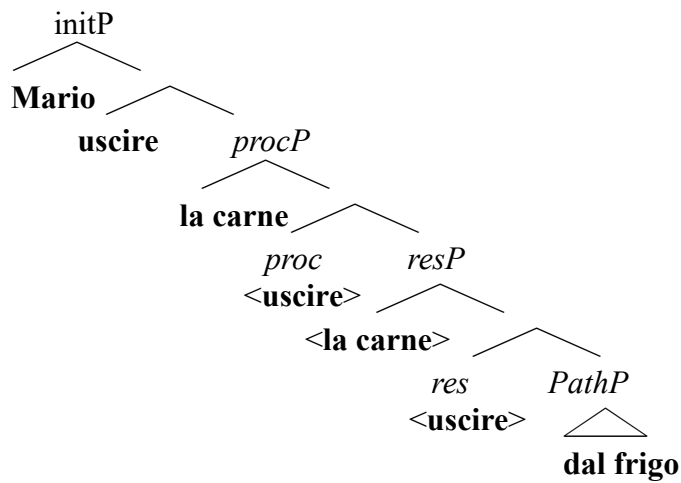 initP
Mario
uscire procP
la carne
proc resP
<uscire>
<la carne>
res PathP
<uscire>
dal frigo